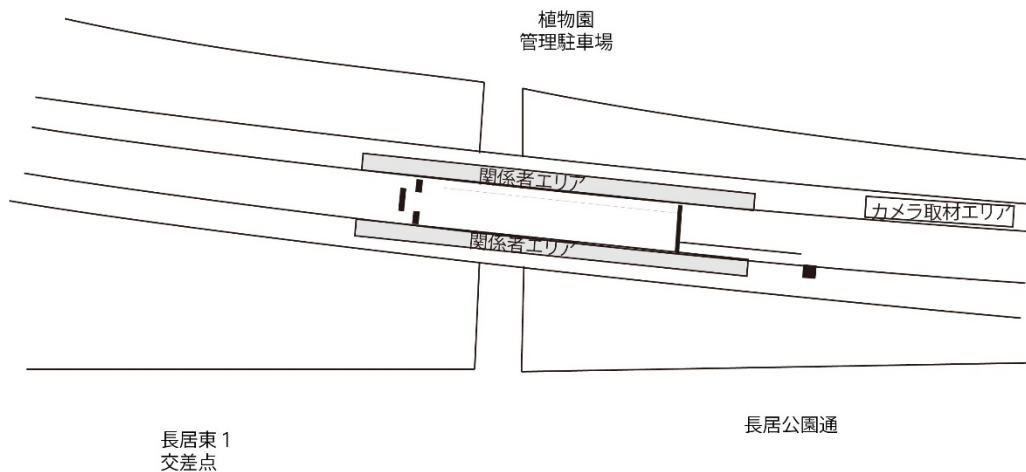 植物園
管理駐車場
関係者エリア
カメラ取材エリア
関係者エリア
長居公園通
長居東1
交差点